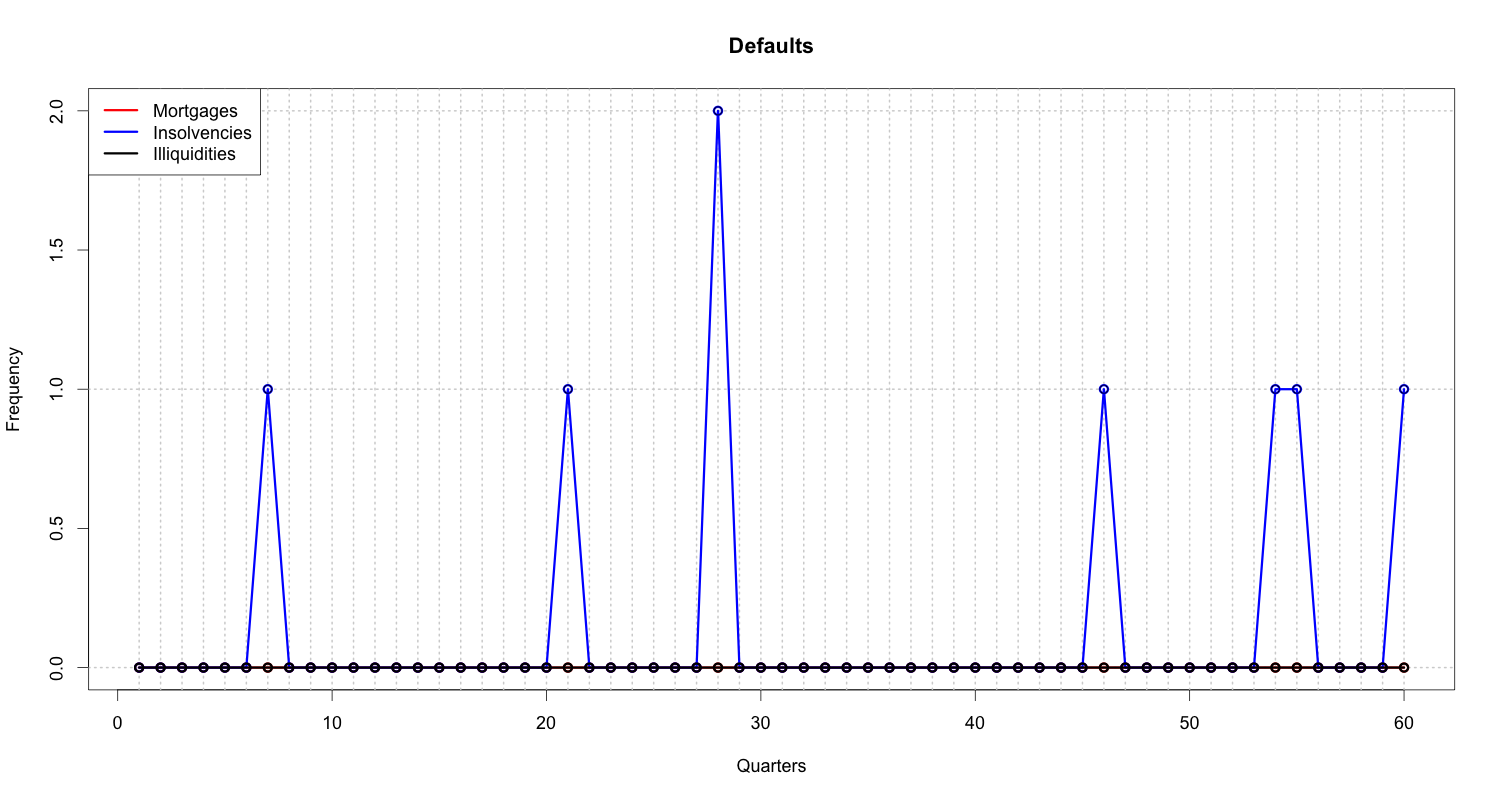 Defaults
Mortgages
Insolvencies
Illiquidities
Frequency
2.0
1.5
1.0
0.5
0.0
0 10 20 30 40 50 60
Quarters